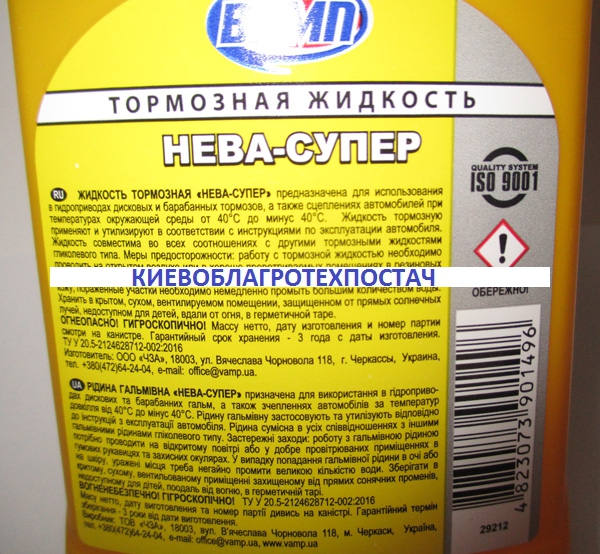 ВАМП
ТОРМОЗНАЯ ЖИДКОСТЬ
НЕВА-СУПЕР
QUALITY SYSTEM
ISO 9001
RU ЖИДКОСТЬ ТОРМОЗНАЯ «НЕВА-СУПЕР» предназначена для использования
в гидроприводах дисковых и барабанных тормозов, а также сцеплениях автомобилей при
температурах окружающей среды от 40°С до минус 40°С. Жидкость тормозную
применяют и утилизируют в соответствии с инструкциями по эксплуатации автомобиля.
Жидкость совместима во всех соотношениях с другими тормозными жидкостями
гликолевого типа. Меры предосторожности: работу с тормозной жидкостью необходимо
КИЕВОБЛАГРОТЕХПОСТАЧ
ОБЕРЕЖНО!
кожу, пораженные участки необходимо немедленно промыть большим количеством воды.
Хранить в крытом, сухом, вентилируемом помещении, защищенном от прямых солнечных
лучей, недоступном для детей, вдали от огня, в герметичной таре.
ОГНЕОПАСНО! ГИГРОСКОПИЧНО! Массу нетто, дату изготовления и номер партии
смотри на канистре. Гарантийный срок хранения - 3 года с даты изготовления.
ТУ У 20.5-2124628712-002:2016
Изготовитель: ООО «ЧЗА», 18003, ул. Вячеслава Чорновола 118, г. Черкассы, Украина,
тел. +380(472)64-24-04, e-mail: office@vamp.ua.
UA РІДИНА ГАЛЬМІВНА «НЕВА-СУПЕР» призначена для використання в гідроприво-
дах дискових та барабанних гальм, а також зчепленнях автомобілів за температур
довкілля від 40°С до мінус 40°С. Рідину гальмівну застосовують та утилізують відповідно
до інструкції з експлуатації автомобіля. Рідина сумісна в усіх співвідношеннях з іншими
гальмівними рідинами гліколевого типу. Застережні заходи: роботу з гальмівною рідиною
потрібно проводити на відкритому повітрі або у добре провітрюваних приміщеннях в
гумових рукавицях та захисних окулярах. У випадку попадання гальмівної рідини в очі або
на шкіру, уражені місця треба негайно промити великою кількістю води. Зберігати в
критому, сухому, вентильованому приміщенні захищеному від прямих сонячних променів,
недоступному для дітей, поодаль від вогню, в герметичній тарі.
ВОГНЕНЕБЕЗПЕЧНО! ГІГРОСКОПІЧНО! ТУ У 20.5-2124628712-002:2016
Массу нетто, дату виготовлення та номер партії дивись на каністрі. Гарантійний термін
зберігання - 3 роки від дати виготовлення.
Виробник: ТОВ «ЧЗА», 18003, вул. В'ячеслава Чорновола 118, м. Черкаси, Україна,
e-mail: office@vamp.ua, www.vamp.ua
4823073901496
29212